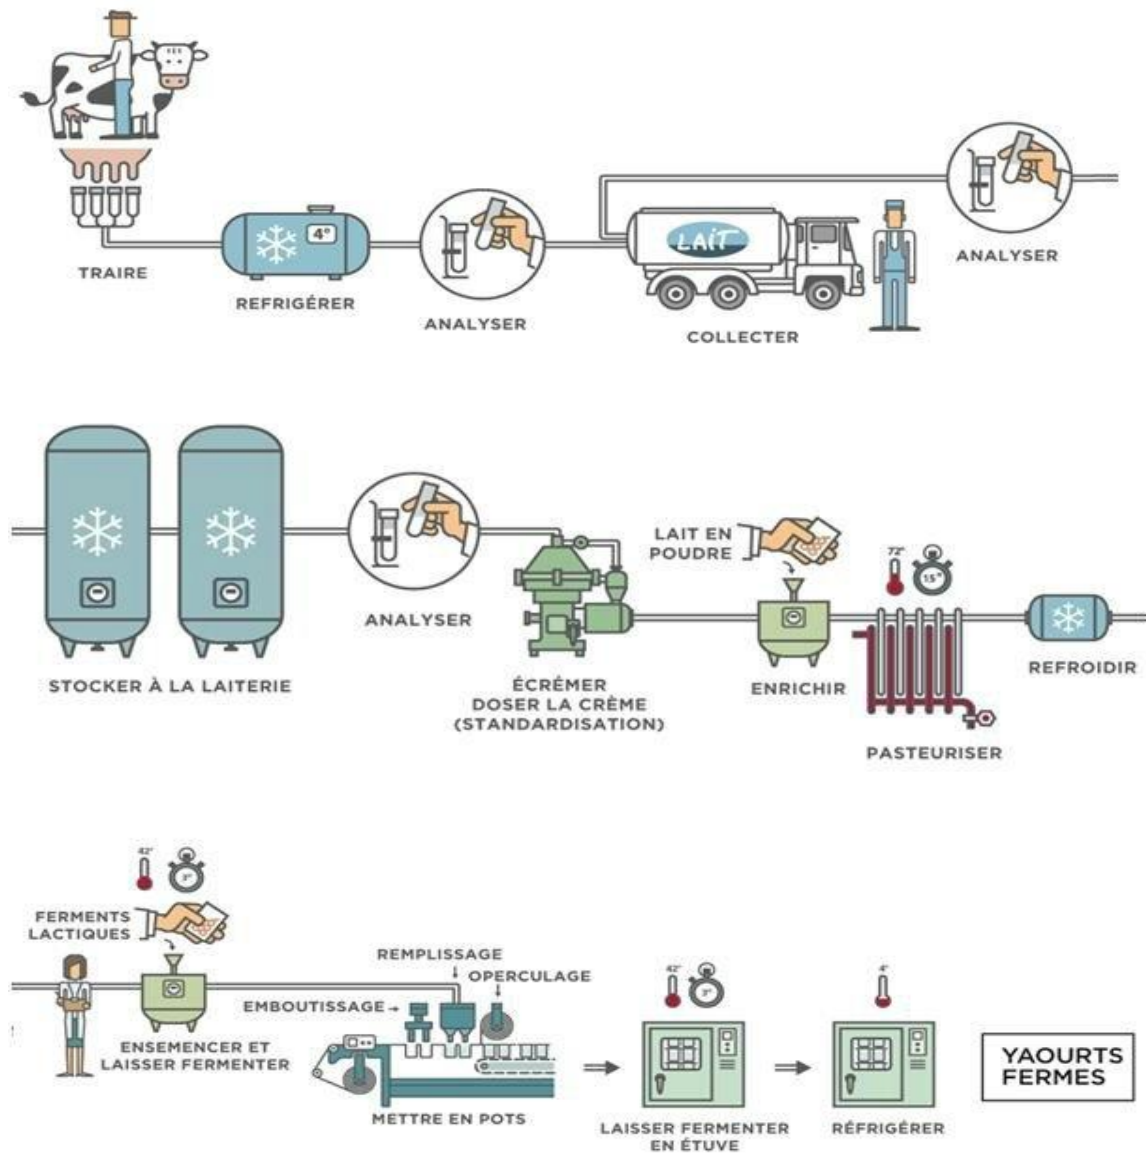 4°
LAIT
TRAIRE
REFRIGÉRER
ANALYSER
COLLECTER
ANALYSER
LAIT EN
POUDRE
72°
15"
STOCKER À LA LAITERIE
ANALYSER
ÉCRÉMER
DOSER LA CRÈME
(STANDARDISATION)
ENRICHIR
PASTEURISER
REFROIDIR
42°
3"
FERMENTS
LACTIQUES
ENSEMENCER ET
LAISSER FERMENTER
REMPLISSAGE
OPERCULAGE
EMBOUTISSAGE
METTRE EN POTS
42°
3"
LAISSER FERMENTER
EN ÉTUVE
4°
RÉFRIGÉRER
YAOURTS
FERMES